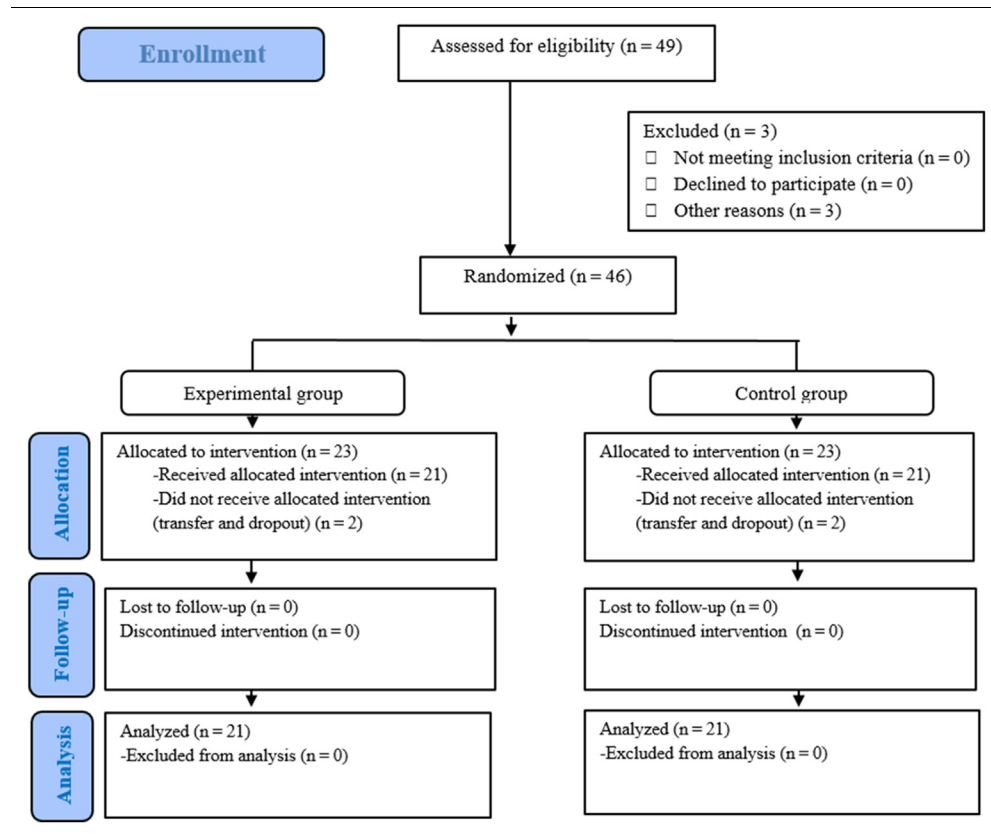 Enrollment
Assessed for eligibility (n = 49)
Excluded (n = 3)
☐ Not meeting inclusion criteria (n = 0)
☐ Declined to participate (n = 0)
☐ Other reasons (n = 3)
Randomized (n = 46)
Experimental group
Control group
Allocation
Allocated to intervention (n = 23)
-Received allocated intervention (n = 21)
-Did not receive allocated intervention
(transfer and dropout) (n = 2)
Allocated to intervention (n = 23)
-Received allocated intervention (n = 21)
-Did not receive allocated intervention
(transfer and dropout) (n = 2)
Follow-up
Lost to follow-up (n = 0)
Discontinued intervention (n = 0)
Lost to follow-up (n = 0)
Discontinued intervention (n = 0)
Analysis
Analyzed (n = 21)
-Excluded from analysis (n = 0)
Analyzed (n = 21)
-Excluded from analysis (n = 0)